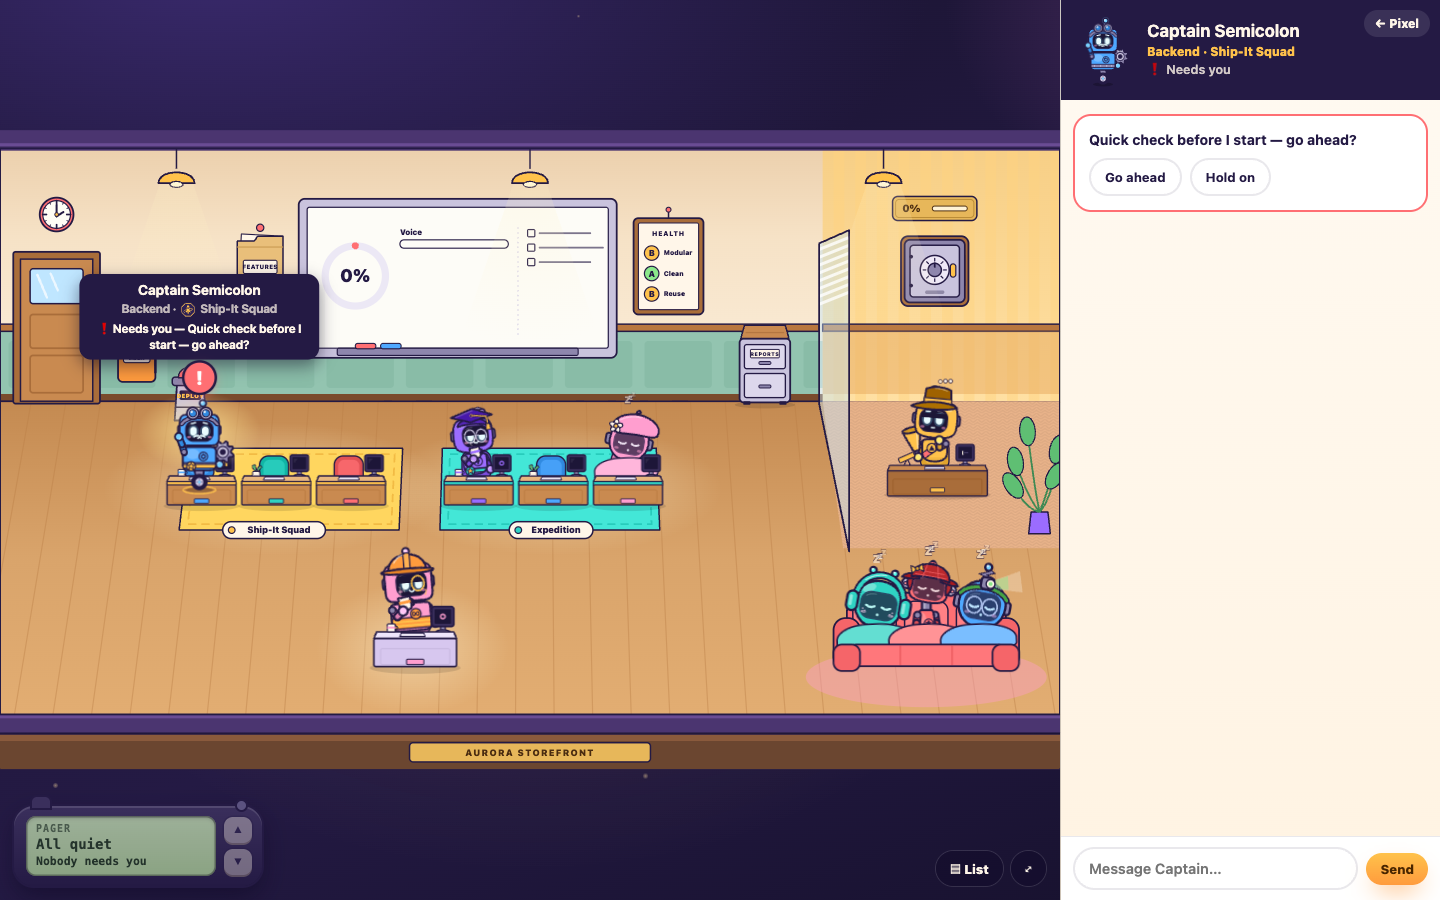 Captain Semicolon
Backend · Ship-It Squad
❗ Needs you
← Pixel
Quick check before I start — go ahead?
Go ahead
Hold on
FEATURES
Voice
0%
HEALTH
B Modular
A Clean
B Reuse
0%
REPORTS
Captain Semicolon
Backend · Ship-It Squad
❗ Needs you — Quick check before I
start — go ahead?
!
Ship-It Squad
Expedition
AURORA STOREFRONT
PAGER
All quiet
Nobody needs you
List
Message Captain...
Send